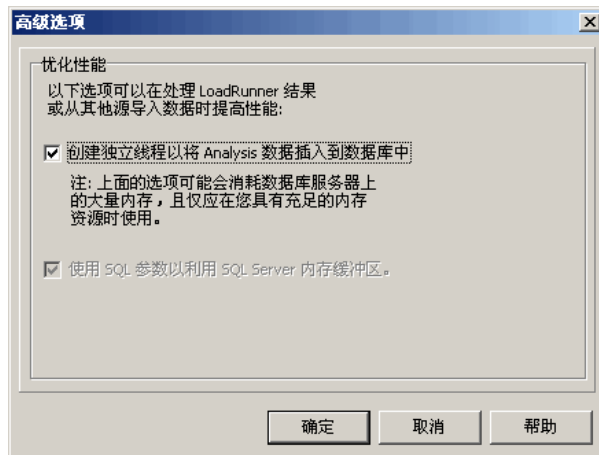 高级选项
优化性能
以下选项可以在处理 LoadRunner 结果
或从其他源导入数据时提高性能:
创建独立线程以将 Analysis 数据插入到数据库中
注: 上面的选项可能会消耗数据库服务器上
的大量内存，且仅应在您具有充足的内存
资源时使用。
使用 SQL 参数以利用 SQL Server 内存缓冲区。
确定
取消
帮助